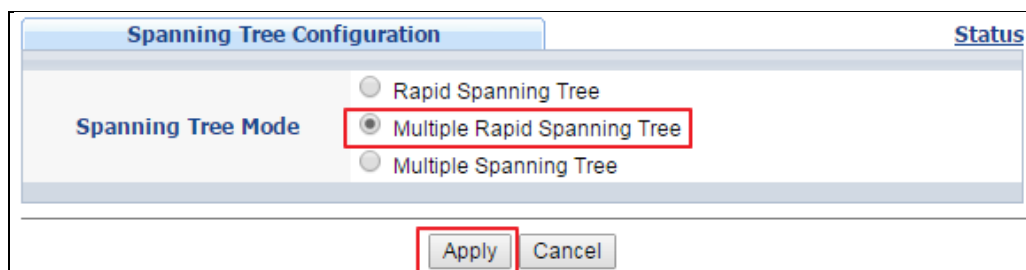 Spanning Tree Configuration
Status
Rapid Spanning Tree
Spanning Tree Mode
Multiple Rapid Spanning Tree
Multiple Spanning Tree
Apply Cancel